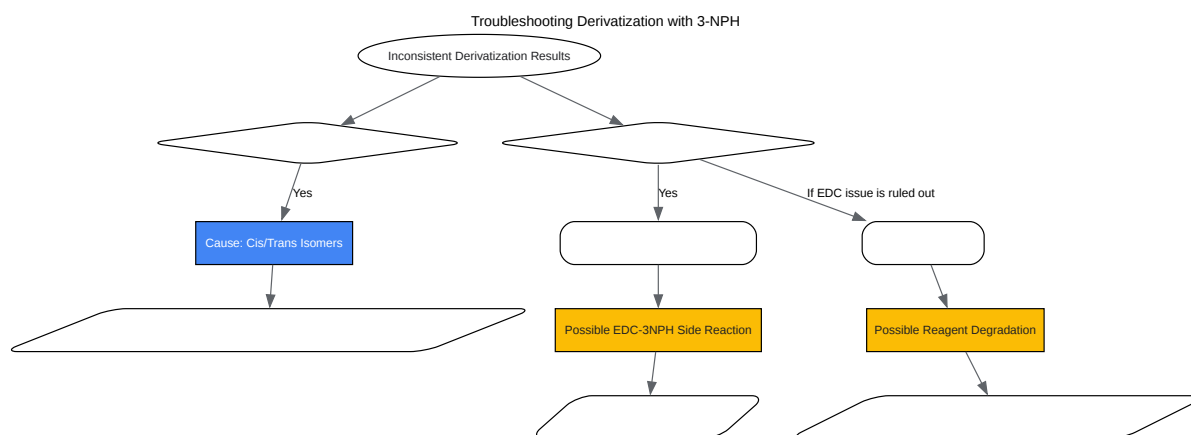 Troubleshooting Derivatization with 3-NPH
Inconsistent Derivatization Results
Yes
Yes
If EDC issue is ruled out
Cause: Cis/Trans Isomers
Possible EDC-3NPH Side Reaction
Possible Reagent Degradation